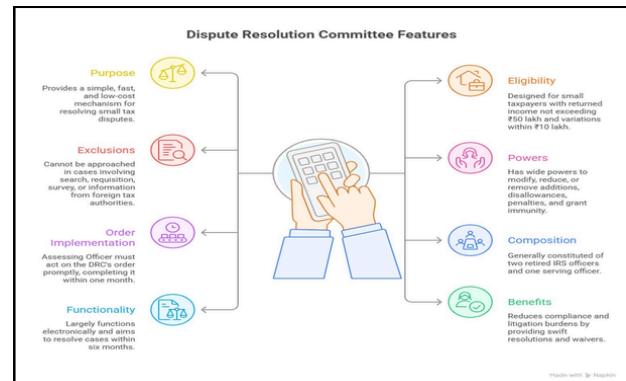 Dispute Resolution Committee Features
Purpose
Provides a simple, fast,
and low-cost
mechanism for
resolving small tax
disputes.
Exclusions
Cannot be approached
in cases involving
search, requisition,
survey, or information
from foreign tax
authorities.
Order
Implementation
Assessing Officer must
act on the DRC's order
promptly, completing it
within one month.
Functionality
Largely functions
electronically and aims
to resolve cases within
six months.
Eligibility
Designed for small
taxpayers with returned
income not exceeding
₹50 lakh and variations
within ₹10 lakh.
Powers
Has wide powers to
modify, reduce, or
remove additions,
disallowances,
penalties, and grant
immunity.
Composition
Generally constituted of
two retired IRS officers
and one serving officer.
Benefits
Reduces compliance and
litigation burdens by
providing swift
resolutions and waivers.
Made with Napkin